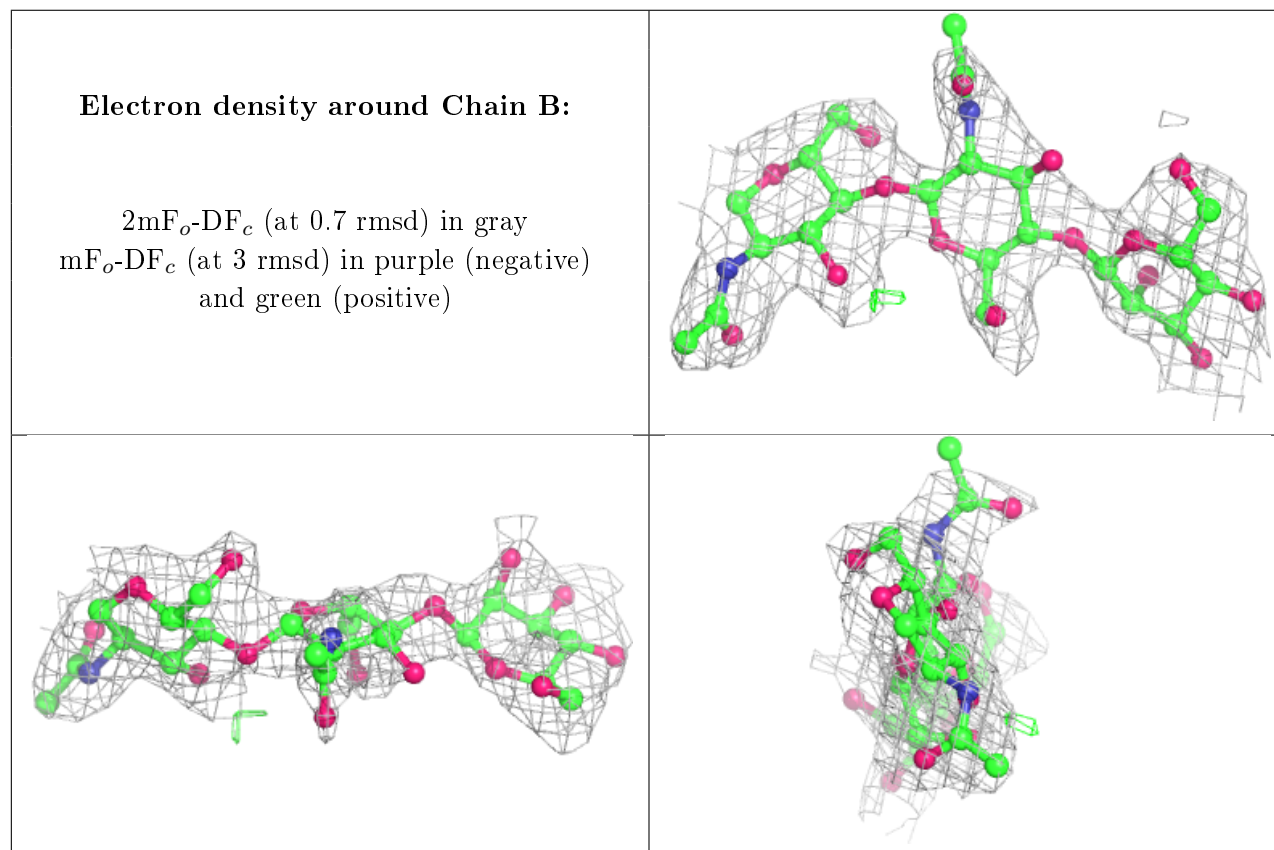 Electron density around Chain B:
2mFₒ-DF𝒸 (at 0.7 rmsd) in gray
mFₒ-DF𝒸 (at 3 rmsd) in purple (negative)
and green (positive)